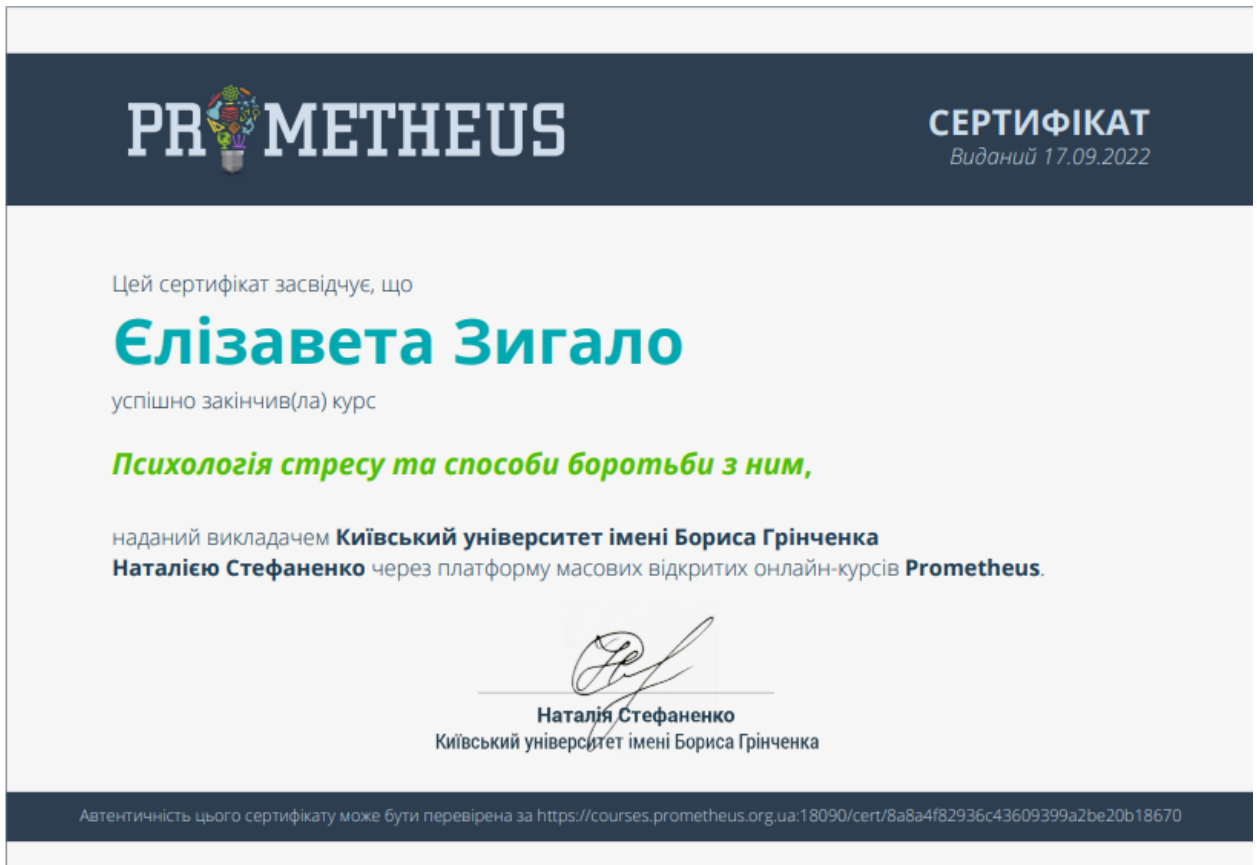 PROMETHEUS
СЕРТИФІКАТ
Виданий 17.09.2022
Цей сертифікат засвідчує, що
Єлізавета Зигало
успішно закінчив(ла) курс
Психологія стресу та способи боротьби з ним,
наданий викладачем Київський університет імені Бориса Грінченка
Наталією Стефаненко через платформу масових відкритих онлайн-курсів Prometheus.
Наталія Стефаненко
Київський університет імені Бориса Грінченка
Автентичність цього сертифікату може бути перевірена за https://courses.prometheus.org.ua:18090/cert/8a8a4f82936c43609399a2be20b18670